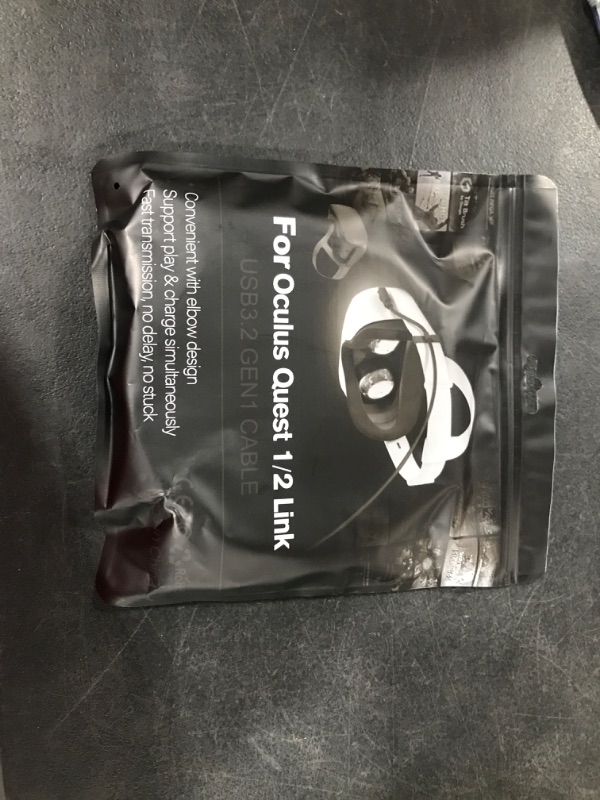 For Oculus Quest 1/2 Link
USB3.2 GEN1 CABLE
Convenient with elbow design
Support play & charge simultaneously
Fast transmission, no delay, no stuck